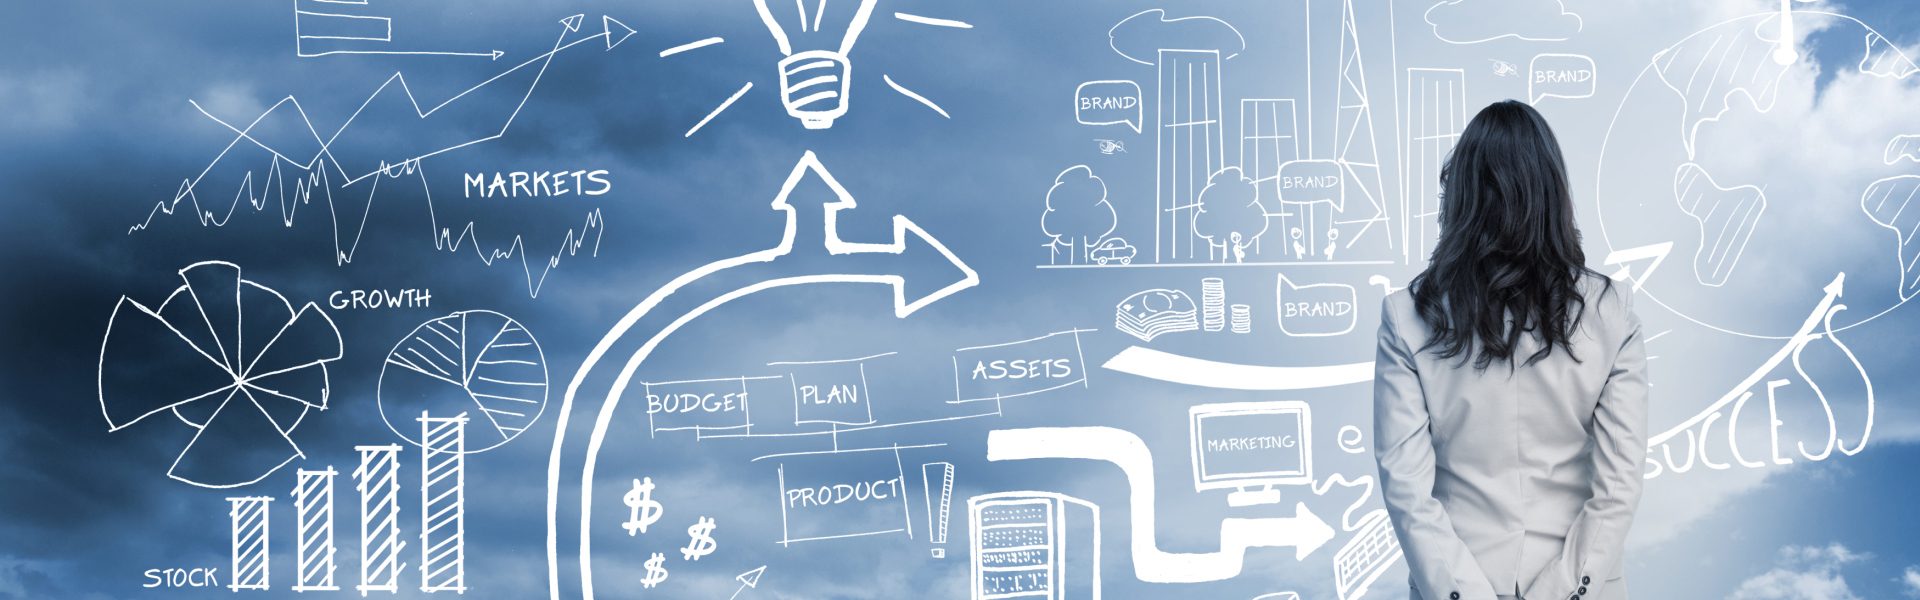 BRAND
BRAND
MARKETS
BRAND
GROWTH
BRAND
ASSETS
BUDGET
PLAN
MARKETING
e
SUCCESS
PRODUCT
!
$
$
$
STOCK